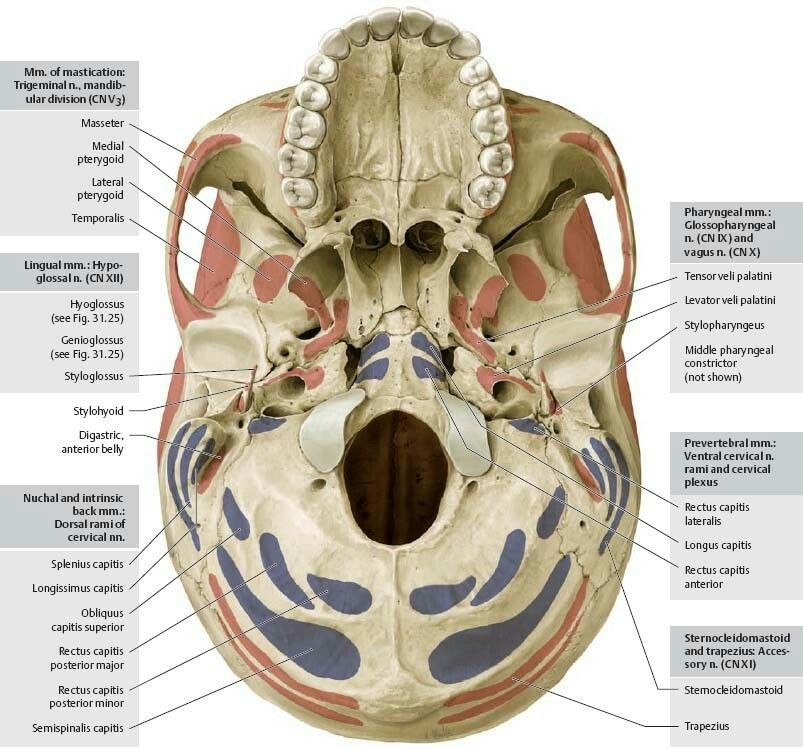 Mm. of mastication:
Trigeminal n., mandib-
ular division (CN V3)
Masseter
Medial
pterygoid
Lateral
pterygoid
Temporalis
Lingual mm.: Hypo-
glossal n. (CN XII)
Hyoglossus
(see Fig. 31.25)
Genioglossus
(see Fig. 31.25)
Styloglossus
Stylohyoid
Digastric,
anterior belly
Nuchal and intrinsic
back mm.:
Dorsal rami of
cervical nn.
Splenius capitis
Longissimus capitis
Obliquus
capitis superior
Rectus capitis
posterior major
Rectus capitis
posterior minor
Semispinalis capitis
Pharyngeal mm.:
Glossopharyngeal
n. (CN IX) and
vagus n. (CN X)
Tensor veli palatini
Levator veli palatini
Stylopharyngeus
Middle pharyngeal
constrictor
(not shown)
Prevertebral mm.:
Ventral cervical n.
rami and cervical
plexus
Rectus capitis
lateralis
Longus capitis
Rectus capitis
anterior
Sternocleidomastoid
and trapezius: Acces-
sory n. (CN XI)
Sternocleidomastoid
Trapezius